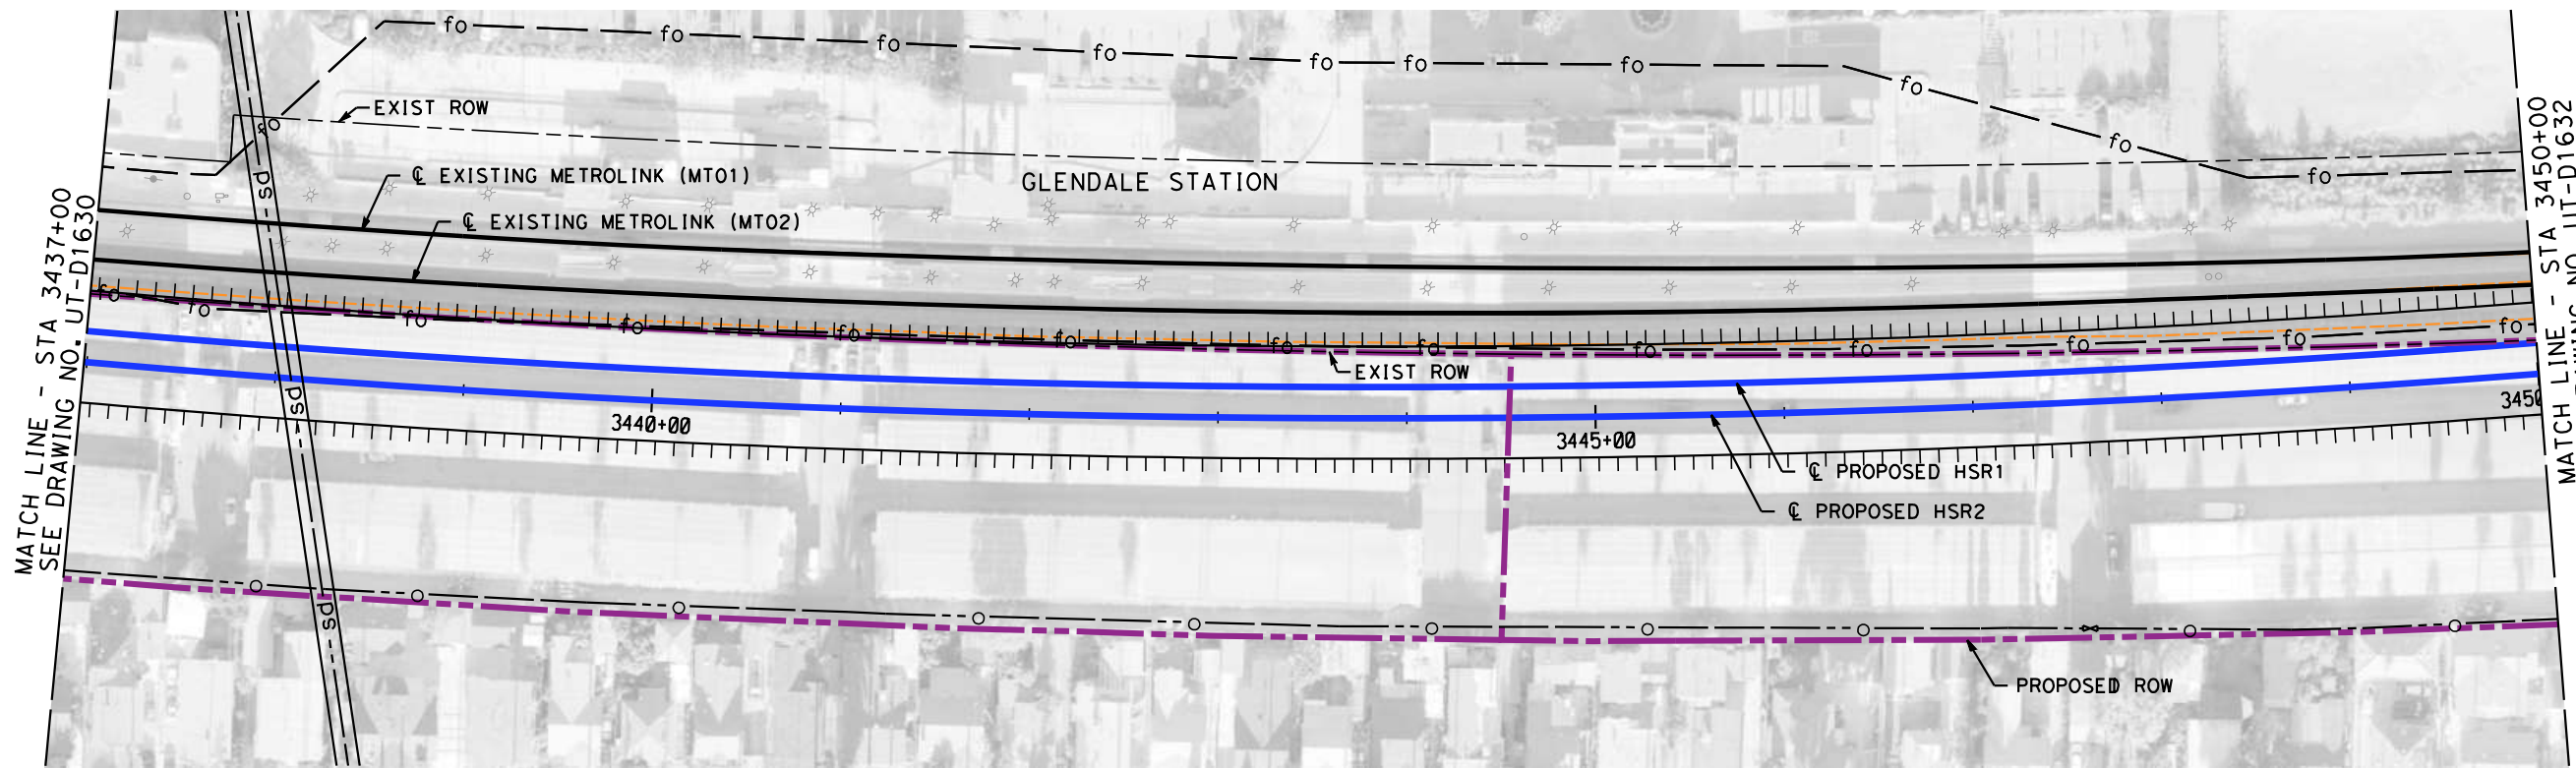 fo fo fo fo fo fo fo fo
EXIST ROW
fo
fo
℄ EXISTING METROLINK (MT01)
GLENDALE STATION
fo
sd
℄ EXISTING METROLINK (MT02)
MATCH LINE - STA 3437+00
SEE DRAWING NO. UT-D1630
MATCH LINE - STA 3450+00
fo fo fo fo fo fo fo fo fo fo fo fo
EXIST ROW
sd
3440+00
3445+00
℄ PROPOSED HSR1
℄ PROPOSED HSR2
sd
PROPOSED ROW